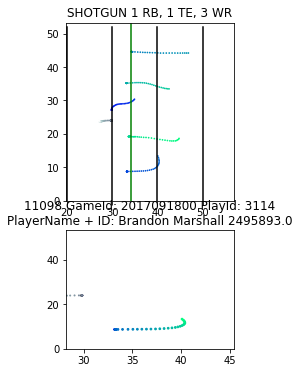 SHOTGUN 1 RB, 1 TE, 3 WR
50
40
30
20
10
0
20 30 40 50
11098 GameId: 2017091800 PlayId: 3114
PlayerName + ID: Brandon Marshall 2495893.0
40
20
0
30 35 40 45